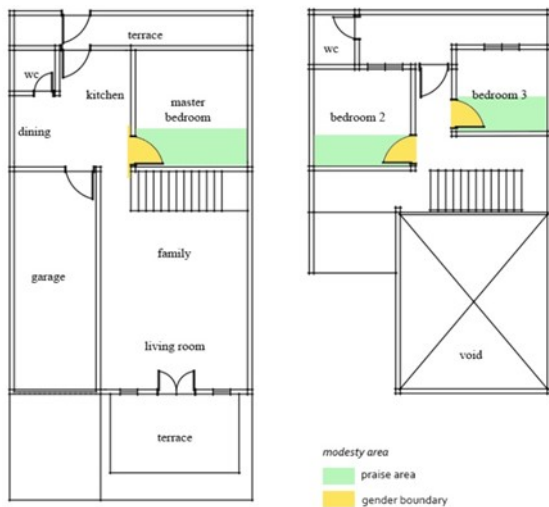 terrace
wc
kitchen
master
bedroom
dining
garage
family
living room
terrace
wc
bedroom 2
bedroom 3
void
modesty area
praise area
gender boundary